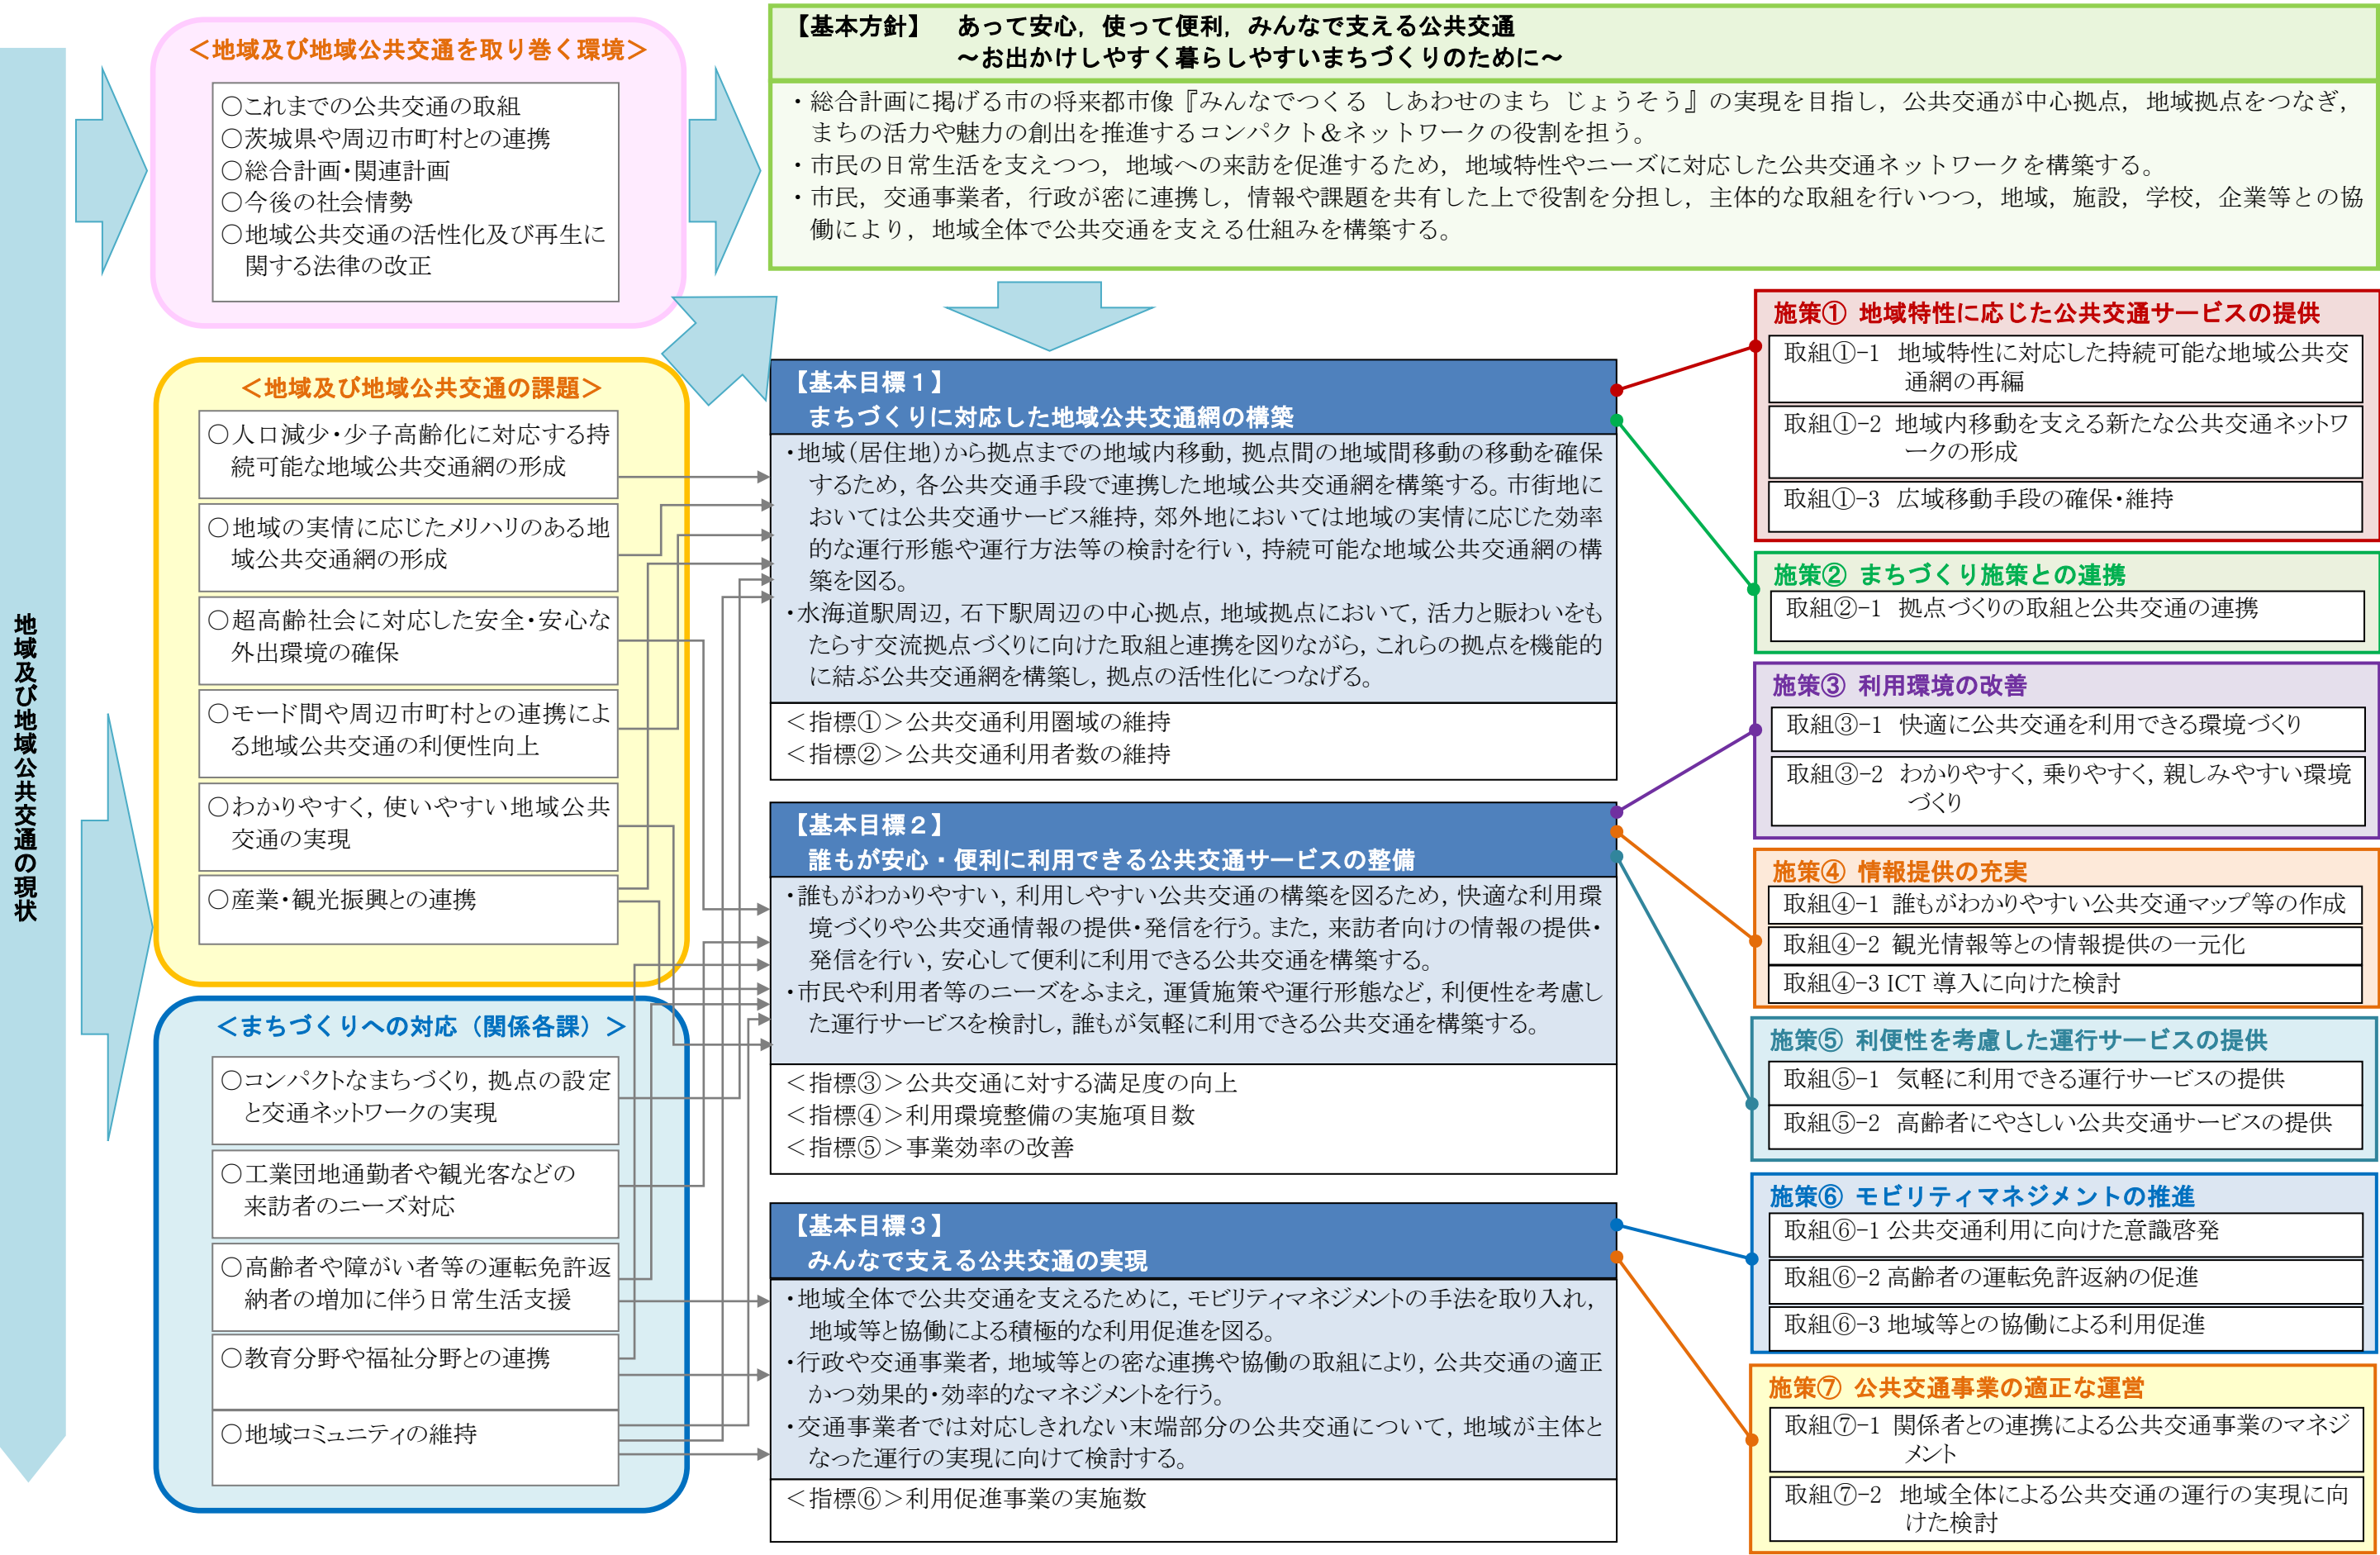 地域及び地域公共交通の現状
＜地域及び地域公共交通を取り巻く環境＞
○これまでの公共交通の取組
○茨城県や周辺市町村との連携
○総合計画・関連計画
○今後の社会情勢
○地域公共交通の活性化及び再生に
関する法律の改正
＜地域及び地域公共交通の課題＞
○人口減少・少子高齢化に対応する持
続可能な地域公共交通網の形成
○地域の実情に応じたメリハリのある地
域公共交通網の形成
○超高齢社会に対応した安全・安心な
外出環境の確保
○モード間や周辺市町村との連携によ
る地域公共交通の利便性向上
○わかりやすく，使いやすい地域公共
交通の実現
○産業・観光振興との連携
＜まちづくりへの対応（関係各課）＞
○コンパクトなまちづくり，拠点の設定
と交通ネットワークの実現
○工業団地通勤者や観光客などの
来訪者のニーズ対応
○高齢者や障がい者等の運転免許返
納者の増加に伴う日常生活支援
○教育分野や福祉分野との連携
○地域コミュニティの維持
【基本方針】　あって安心，使って便利，みんなで支える公共交通
～お出かけしやすく暮らしやすいまちづくりのために～
・総合計画に掲げる市の将来都市像『みんなでつくる しあわせのまち じょうそう』の実現を目指し，公共交通が中心拠点，地域拠点をつなぎ，
まちの活力や魅力の創出を推進するコンパクト＆ネットワークの役割を担う。
・市民の日常生活を支えつつ，地域への来訪を促進するため，地域特性やニーズに対応した公共交通ネットワークを構築する。
・市民，交通事業者，行政が密に連携し，情報や課題を共有した上で役割を分担し，主体的な取組を行いつつ，地域，施設，学校，企業等との協
働により，地域全体で公共交通を支える仕組みを構築する。
【基本目標１】
まちづくりに対応した地域公共交通網の構築
・地域（居住地）から拠点までの地域内移動，拠点間の地域間移動の移動を確保
するため，各公共交通手段で連携した地域公共交通網を構築する。市街地に
おいては公共交通サービス維持，郊外地においては地域の実情に応じた効率
的な運行形態や運行方法等の検討を行い，持続可能な地域公共交通網の構
築を図る。
・水海道駅周辺，石下駅周辺の中心拠点，地域拠点において，活力と賑わいをも
たらす交流拠点づくりに向けた取組と連携を図りながら，これらの拠点を機能的
に結ぶ公共交通網を構築し，拠点の活性化につなげる。
＜指標①＞公共交通利用圏域の維持
＜指標②＞公共交通利用者数の維持
【基本目標２】
誰もが安心・便利に利用できる公共交通サービスの整備
・誰もがわかりやすい，利用しやすい公共交通の構築を図るため，快適な利用環
境づくりや公共交通情報の提供・発信を行う。また，来訪者向けの情報の提供・
発信を行い，安心して便利に利用できる公共交通を構築する。
・市民や利用者等のニーズをふまえ，運賃施策や運行形態など，利便性を考慮し
た運行サービスを検討し，誰もが気軽に利用できる公共交通を構築する。
＜指標③＞公共交通に対する満足度の向上
＜指標④＞利用環境整備の実施項目数
＜指標⑤＞事業効率の改善
【基本目標３】
みんなで支える公共交通の実現
・地域全体で公共交通を支えるために，モビリティマネジメントの手法を取り入れ，
地域等と協働による積極的な利用促進を図る。
・行政や交通事業者，地域等との密な連携や協働の取組により，公共交通の適正
かつ効果的・効率的なマネジメントを行う。
・交通事業者では対応しきれない末端部分の公共交通について，地域が主体と
なった運行の実現に向けて検討する。
＜指標⑥＞利用促進事業の実施数
施策① 地域特性に応じた公共交通サービスの提供
取組①-1 地域特性に対応した持続可能な地域公共交
通網の再編
取組①-2 地域内移動を支える新たな公共交通ネットワ
ークの形成
取組①-3 広域移動手段の確保・維持
施策② まちづくり施策との連携
取組②-1 拠点づくりの取組と公共交通の連携
施策③ 利用環境の改善
取組③-1 快適に公共交通を利用できる環境づくり
取組③-2 わかりやすく，乗りやすく，親しみやすい環境
づくり
施策④ 情報提供の充実
取組④-1 誰もがわかりやすい公共交通マップ等の作成
取組④-2 観光情報等との情報提供の一元化
取組④-3 ICT 導入に向けた検討
施策⑤ 利便性を考慮した運行サービスの提供
取組⑤-1 気軽に利用できる運行サービスの提供
取組⑤-2 高齢者にやさしい公共交通サービスの提供
施策⑥ モビリティマネジメントの推進
取組⑥-1 公共交通利用に向けた意識啓発
取組⑥-2 高齢者の運転免許返納の促進
取組⑥-3 地域等との協働による利用促進
施策⑦ 公共交通事業の適正な運営
取組⑦-1 関係者との連携による公共交通事業のマネジ
メント
取組⑦-2 地域全体による公共交通の運行の実現に向
けた検討